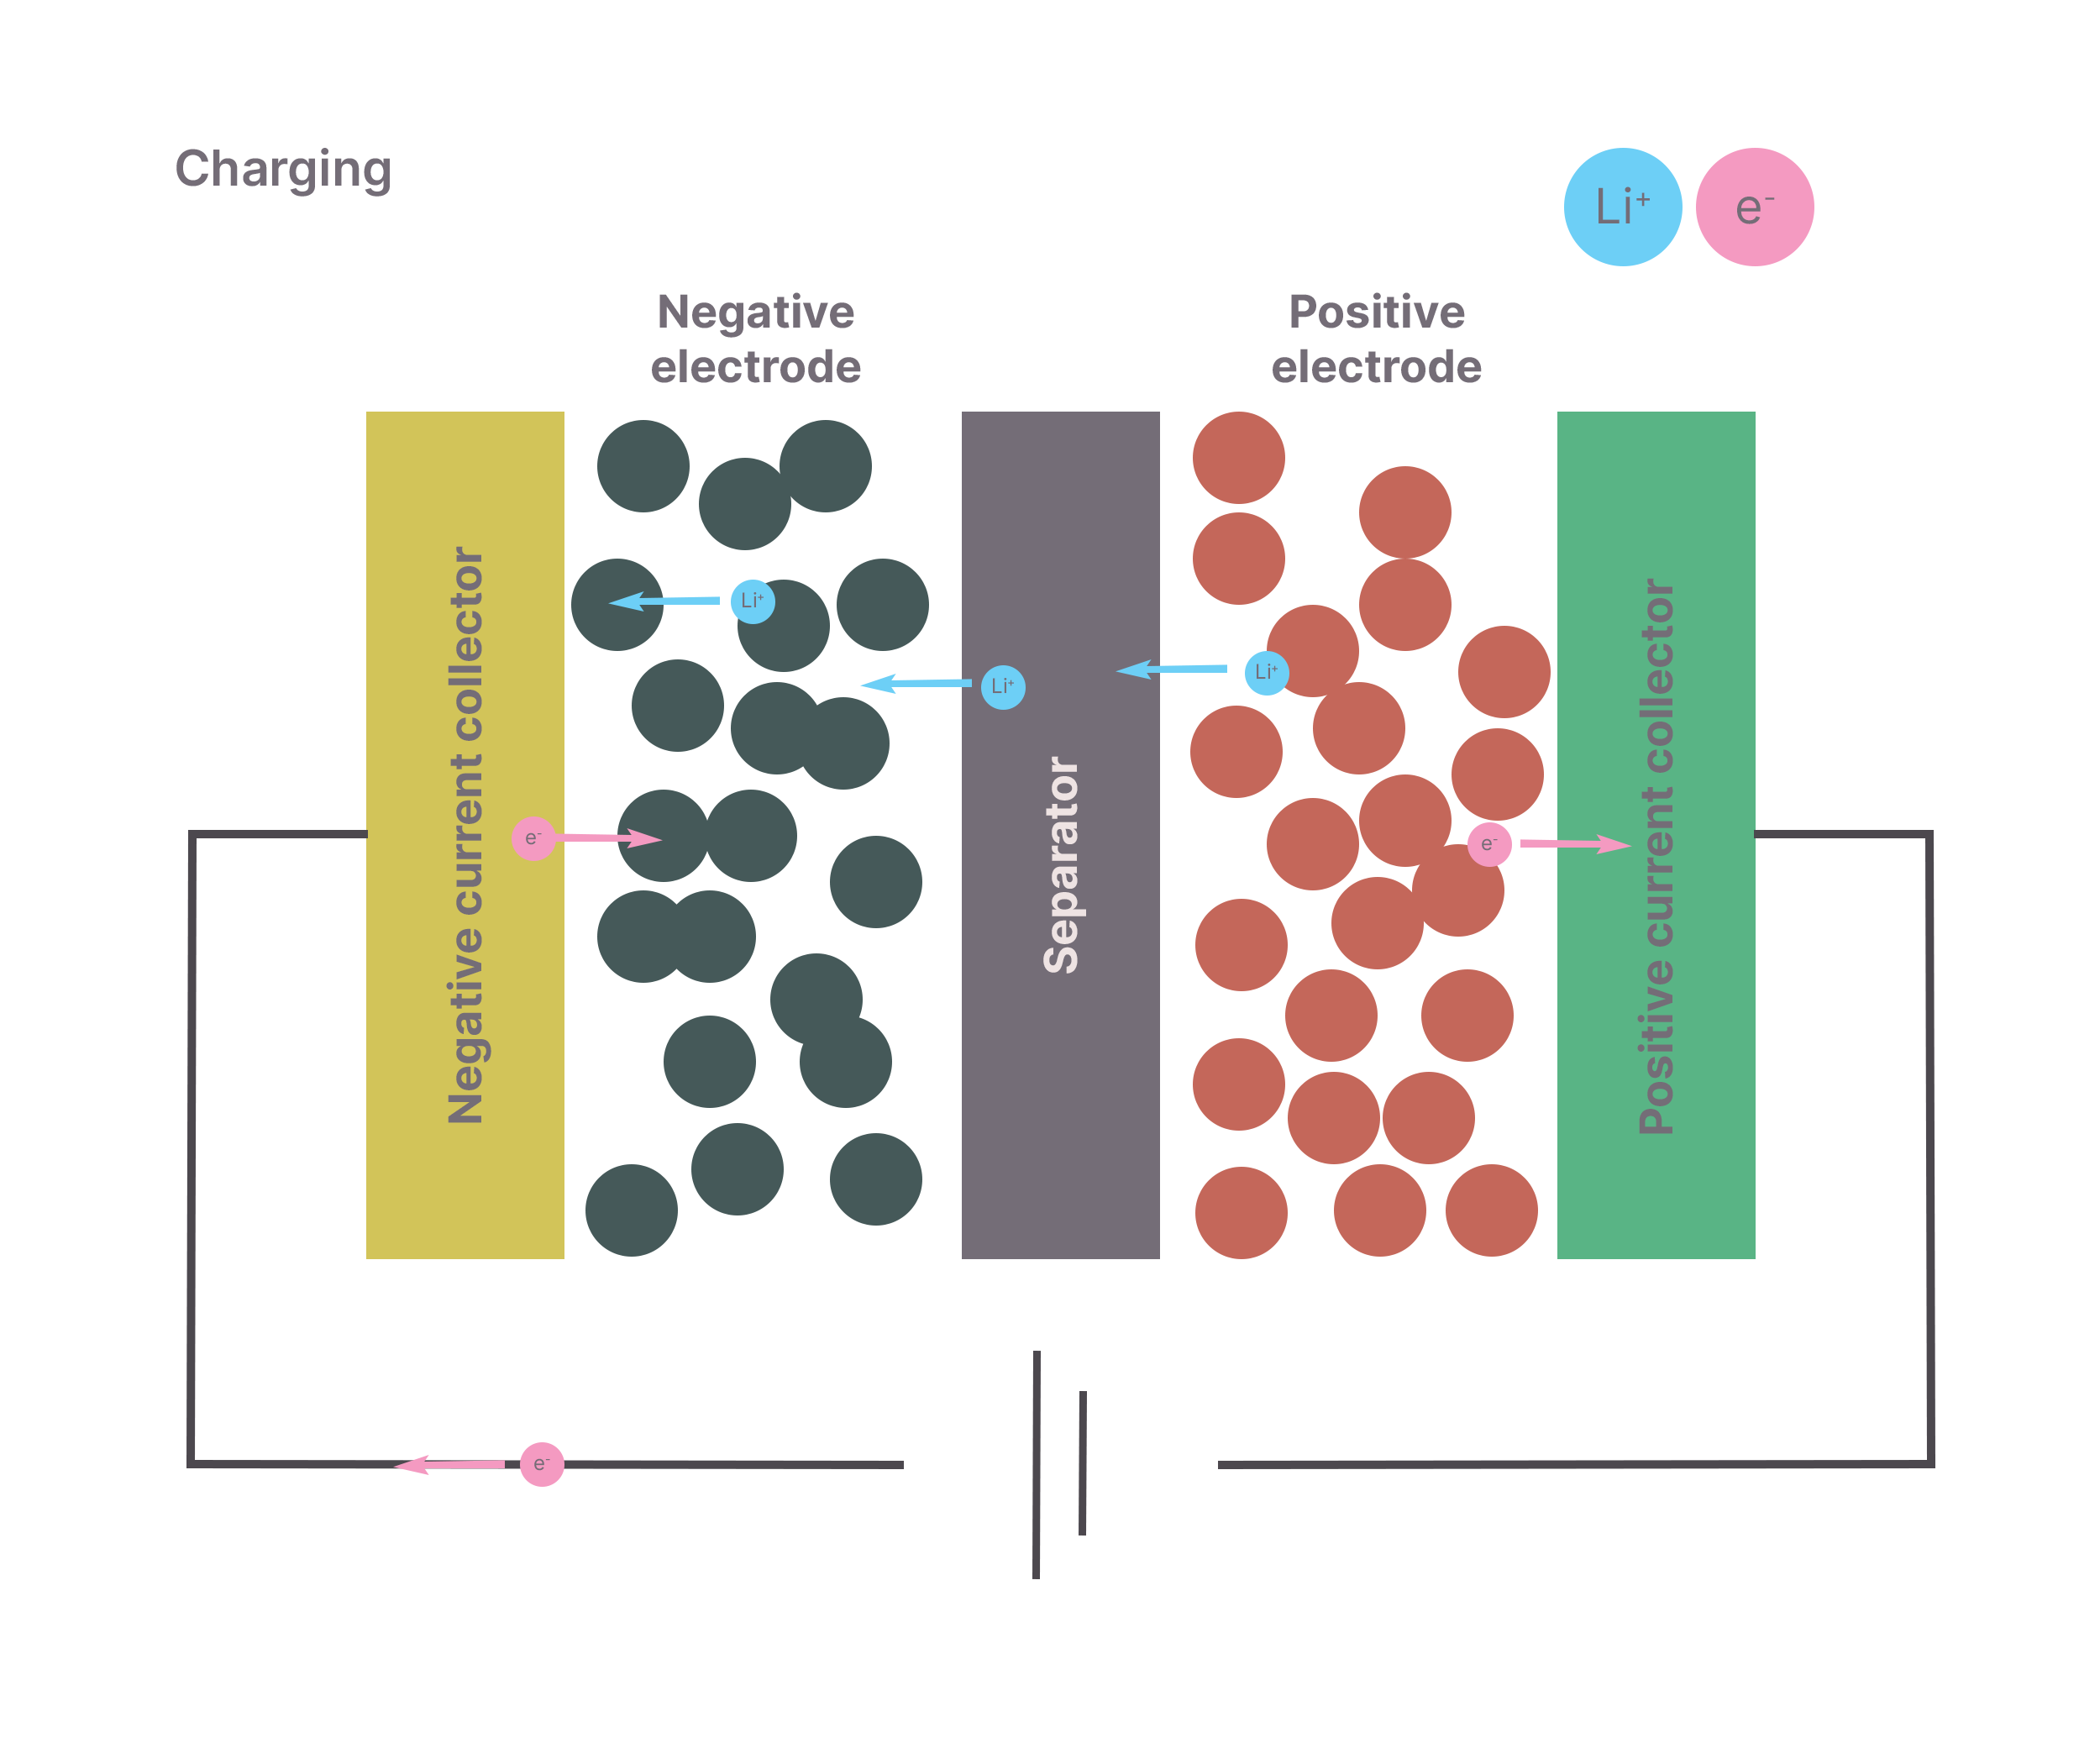 Charging
Li⁺
e⁻
Negative
electrode
Positive
electrode
Negative current collector
Separator
Positive current collector
Li⁺
Li⁺
Li⁺
e⁻
e⁻
e⁻